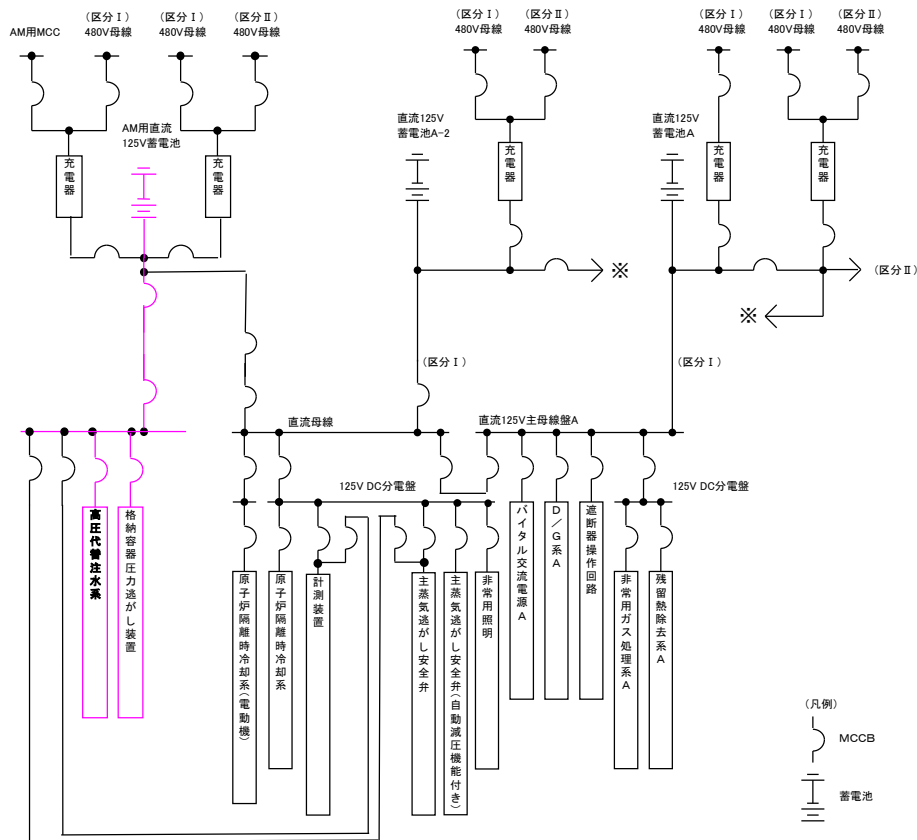 AM用MCC
(区分Ⅰ)
480V母線
(区分Ⅰ)
480V母線
(区分Ⅱ)
480V母線
(区分Ⅰ)
480V母線
(区分Ⅱ)
480V母線
(区分Ⅰ)
480V母線
(区分Ⅰ)
480V母線
(区分Ⅱ)
480V母線
AM用直流
125V蓄電池
直流125V
蓄電池A-2
直流125V
蓄電池A
充電器
充電器
充電器
充電器
充電器
※
(区分Ⅱ)
※
(区分Ⅰ)
(区分Ⅰ)
直流母線
直流125V主母線盤A
125V DC分電盤
125V DC分電盤
高圧代替注水系
格納容器圧力逃がし装置
原子炉隔離時冷却系(電動機)
原子炉隔離時冷却系
計測装置
主蒸気逃がし安全弁
主蒸気逃がし安全弁(自動減圧機能付き)
非常用照明
バイタル交流電源A
D/G系A
遮断器操作回路
非常用ガス処理系A
残留熱除去系A
(凡例)
MCCB
蓄電池